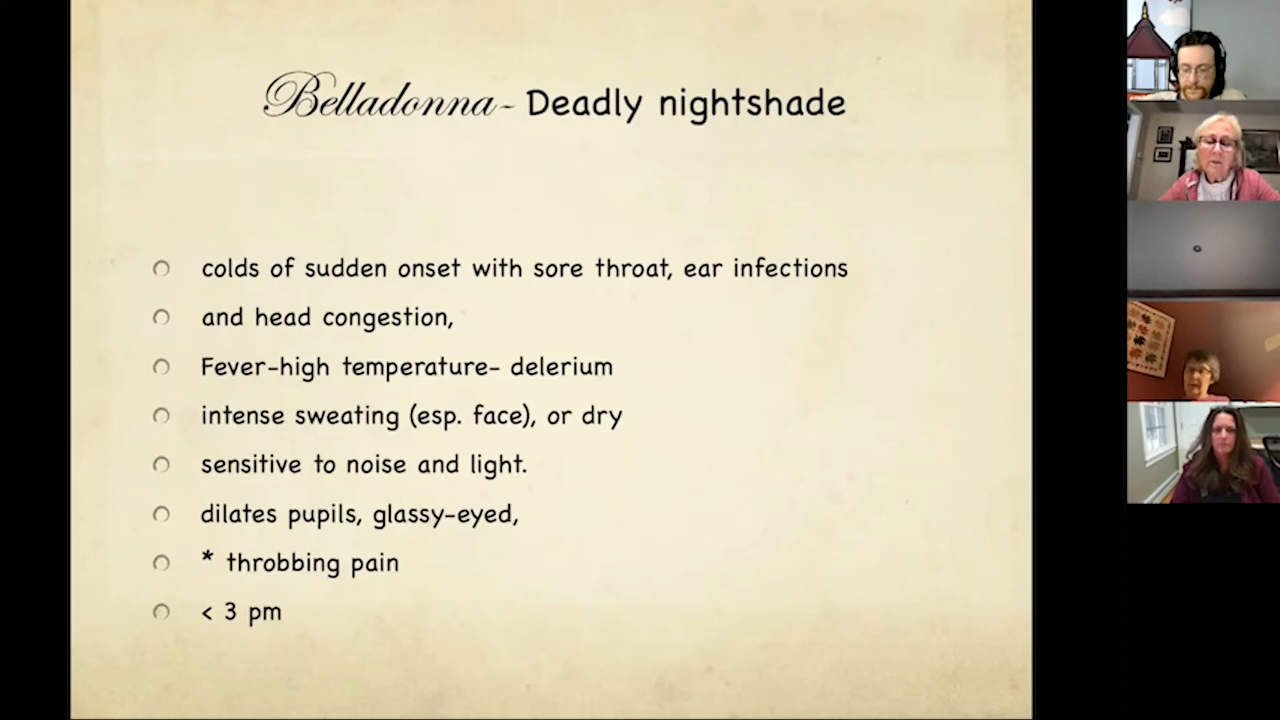 Belladonna- Deadly nightshade
colds of sudden onset with sore throat, ear infections
and head congestion,
Fever-high temperature- delerium
intense sweating (esp. face), or dry
sensitive to noise and light.
dilates pupils, glassy-eyed,
* throbbing pain
< 3 pm